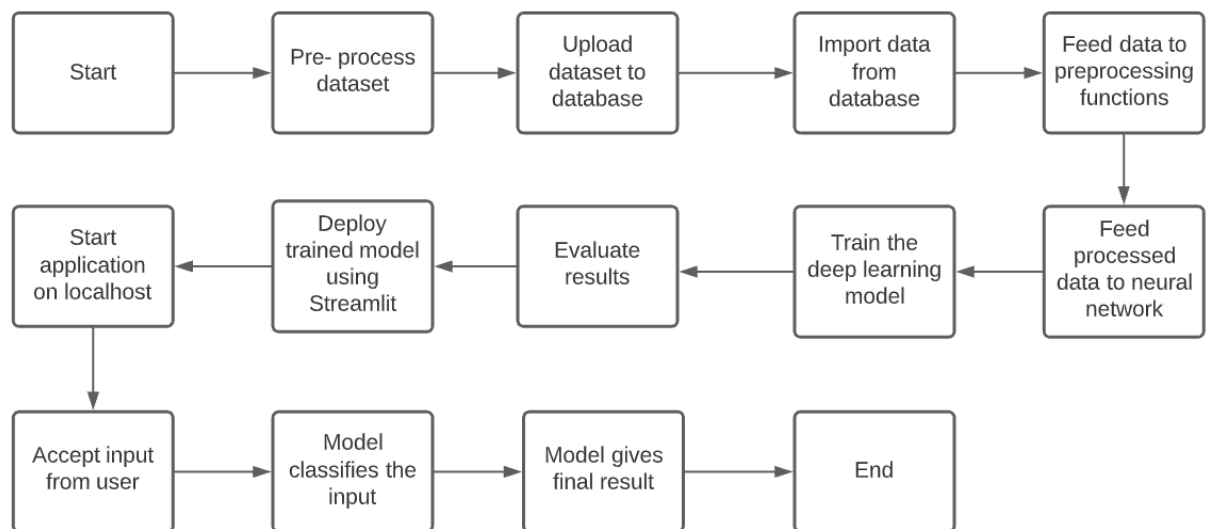 Start
Pre- process
dataset
Upload
dataset to
database
Import data
from
database
Feed data to
preprocessing
functions
Feed
processed
data to neural
network
Train the
deep learning
model
Evaluate
results
Deploy
trained model
using
Streamlit
Start
application
on localhost
Accept input
from user
Model
classifies the
input
Model gives
final result
End